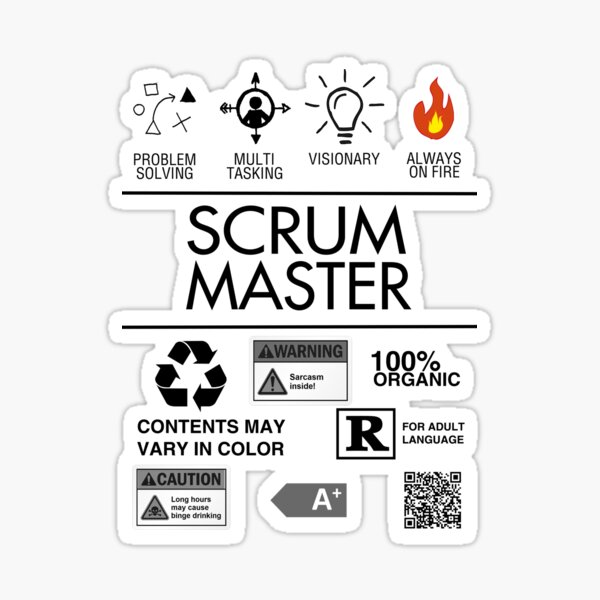 PROBLEM
SOLVING
MULTI
TASKING
VISIONARY
ALWAYS
ON FIRE
SCRUM
MASTER
WARNING
Sarcasm
inside!
100%
ORGANIC
CONTENTS MAY
VARY IN COLOR
R
FOR ADULT
LANGUAGE
CAUTION
Long hours
may cause
binge drinking
A+